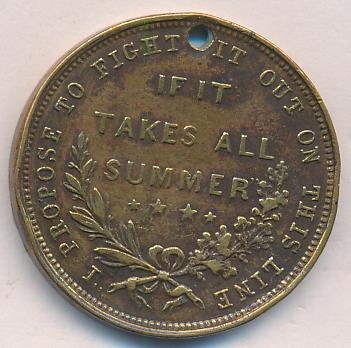 I PROPOSE TO FIGHT IT OUT ON THIS LINE
IF IT
TAKES ALL
SUMMER